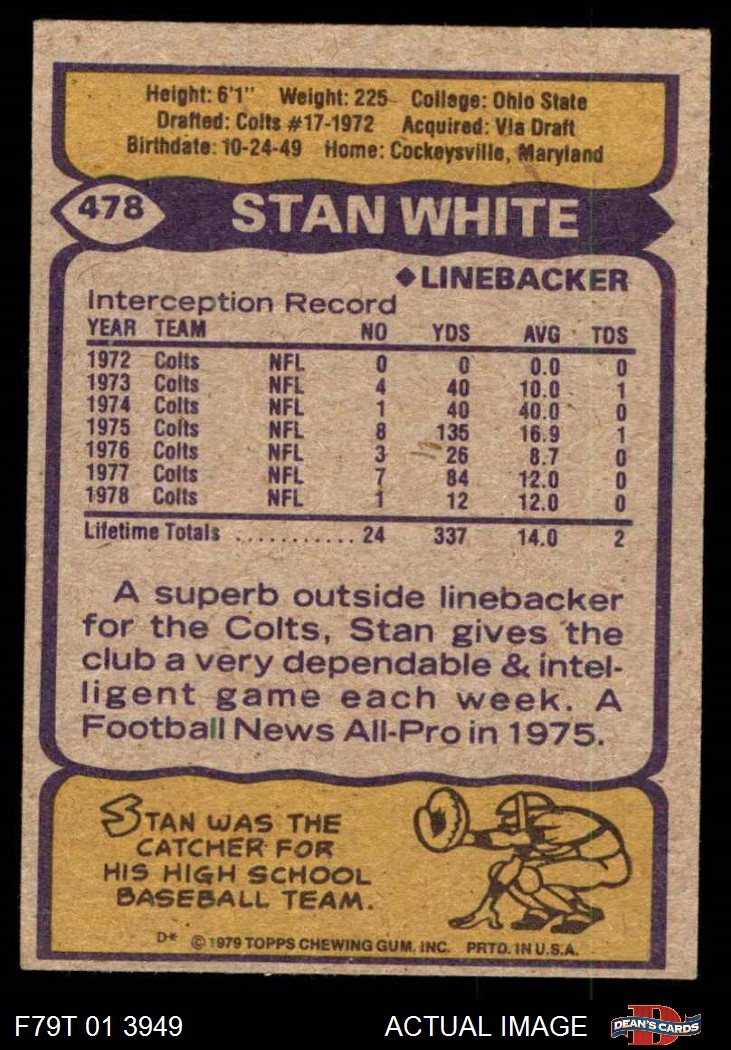 Height: 6'1" Weight: 225 College: Ohio State
Drafted: Colts #17-1972 Acquired: Via Draft
Birthdate: 10-24-49 Home: Cockeysville, Maryland
478 STAN WHITE
◆LINEBACKER
Interception Record
YEAR TEAM NO YDS AVG TDS
1972 Colts NFL 0 0 0.0 0
1973 Colts NFL 4 40 10.0 1
1974 Colts NFL 1 40 40.0 0
1975 Colts NFL 8 135 16.9 1
1976 Colts NFL 3 26 8.7 0
1977 Colts NFL 7 84 12.0 0
1978 Colts NFL 1 12 12.0 0
Lifetime Totals ........... 24 337 14.0 2
A superb outside linebacker
for the Colts, Stan gives the
club a very dependable & intel-
ligent game each week. A
Football News All-Pro in 1975.
STAN WAS THE
CATCHER FOR
HIS HIGH SCHOOL
BASEBALL TEAM.
D* © 1979 TOPPS CHEWING GUM, INC. PRTD. IN U.S.A.
F79T 01 3949 ACTUAL IMAGE D DEAN'S CARDS